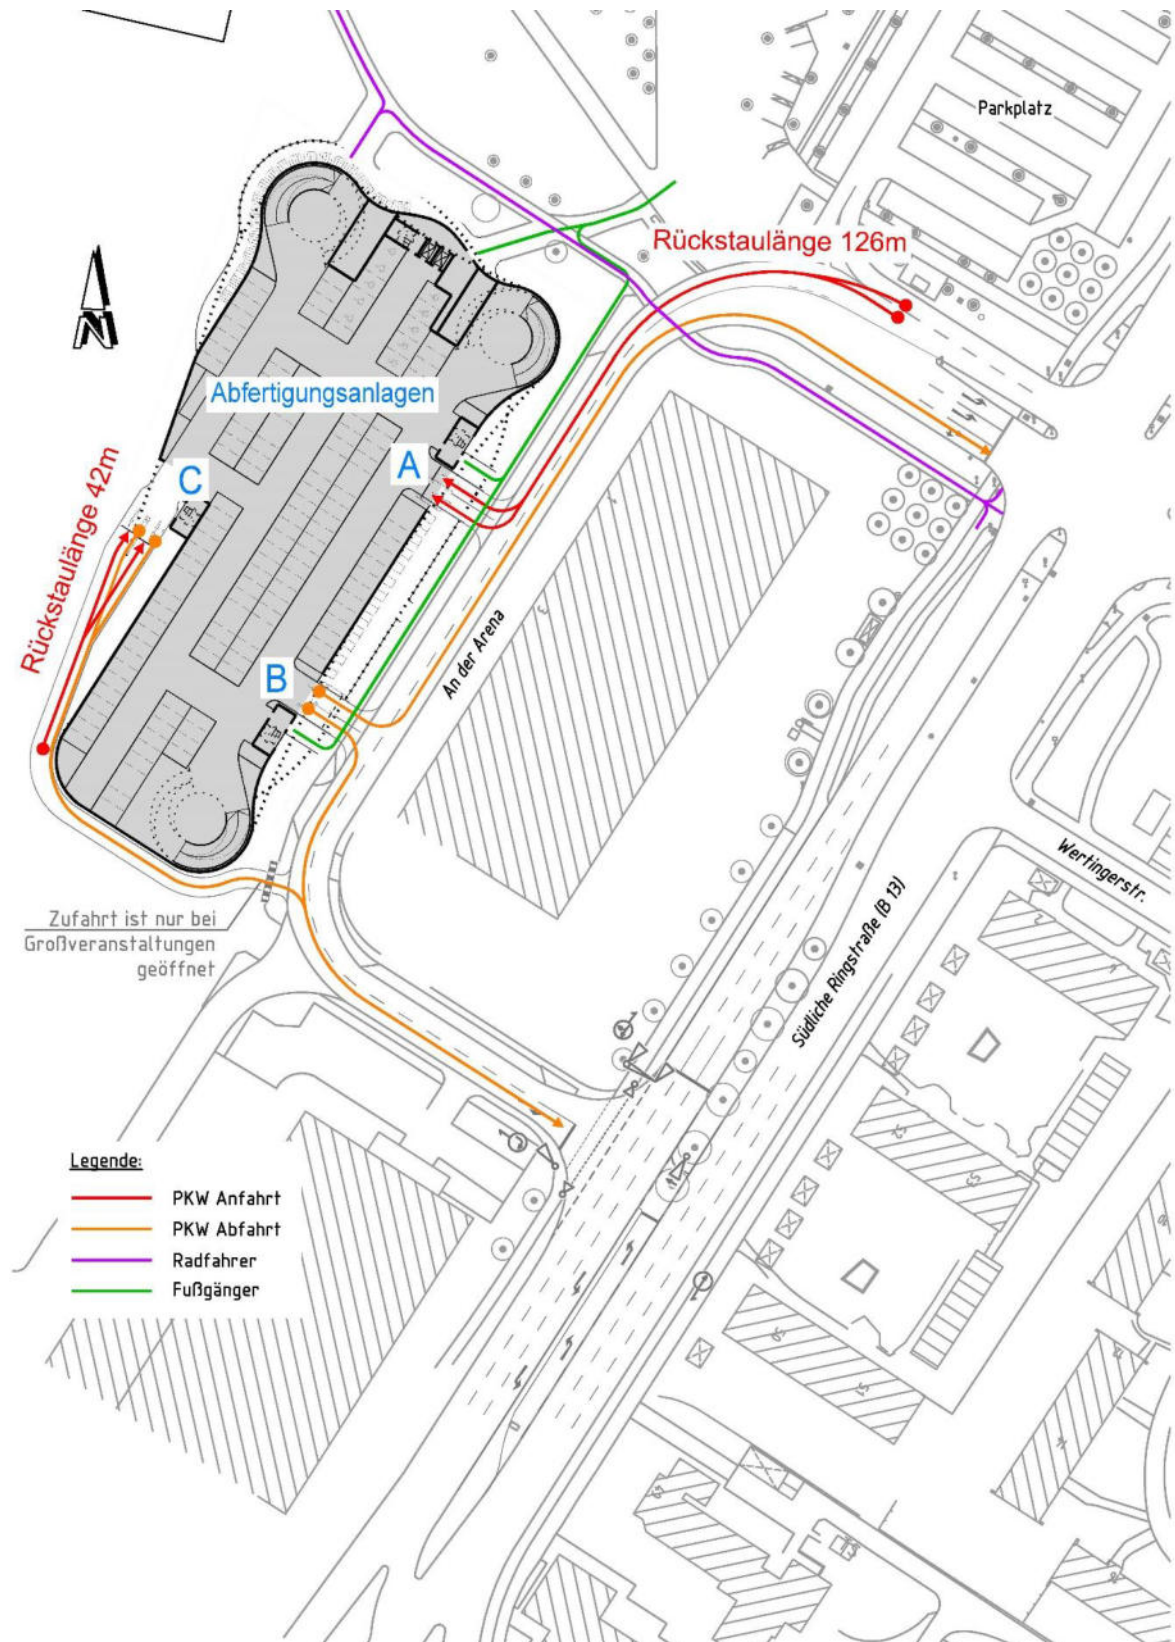 Parkplatz
Rückstaulänge 126m
N
Abfertigungsanlagen
A
C
Rückstaulänge 42m
An der Arena
B
Wertingerstr.
Zufahrt ist nur bei
Großveranstaltungen
geöffnet
Südliche Ringstraße (B 13)
Legende:
PKW Anfahrt
PKW Abfahrt
Radfahrer
Fußgänger